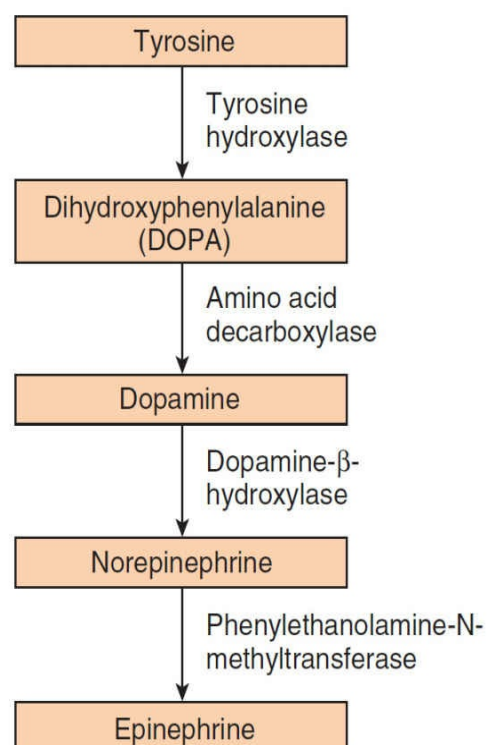 Tyrosine
Tyrosine
hydroxylase
Dihydroxyphenylalanine
(DOPA)
Amino acid
decarboxylase
Dopamine
Dopamine-β-
hydroxylase
Norepinephrine
Phenylethanolamine-N-
methyltransferase
Epinephrine